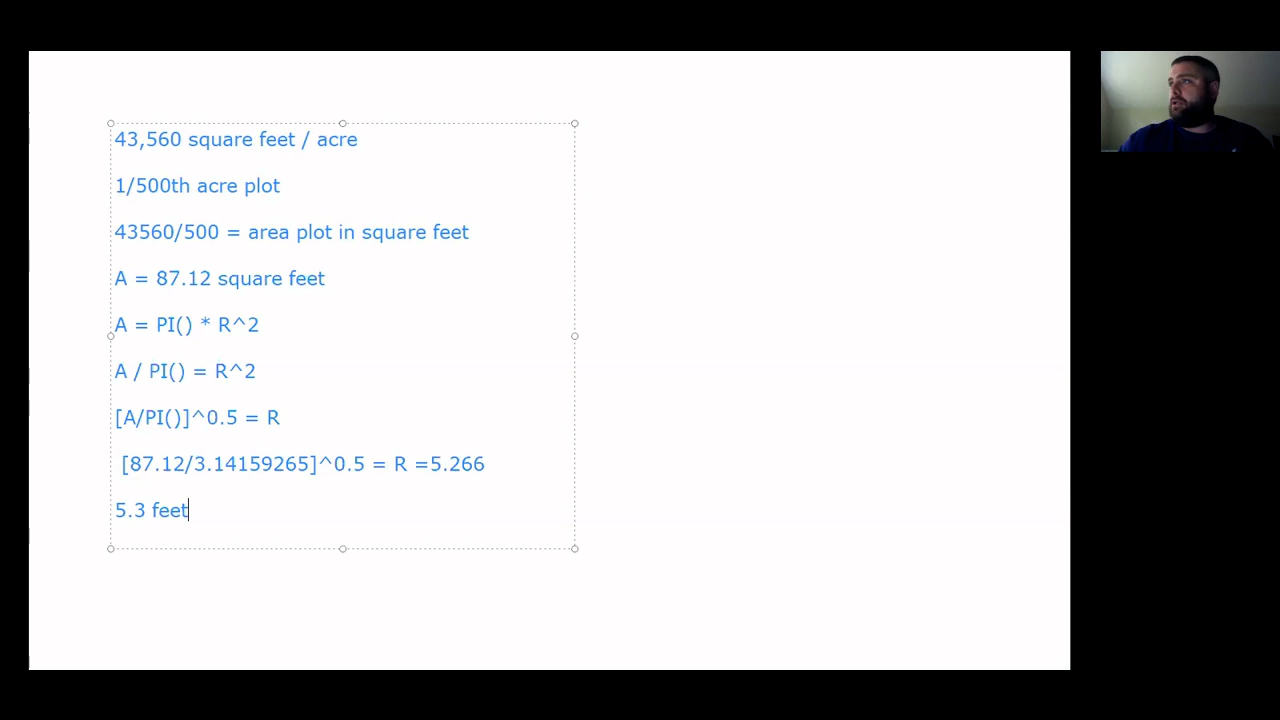 43,560 square feet / acre
1/500th acre plot
43560/500 = area plot in square feet
A = 87.12 square feet
A = PI() * R^2
A / PI() = R^2
[A/PI()]^0.5 = R
[87.12/3.14159265]^0.5 = R =5.266
5.3 feet